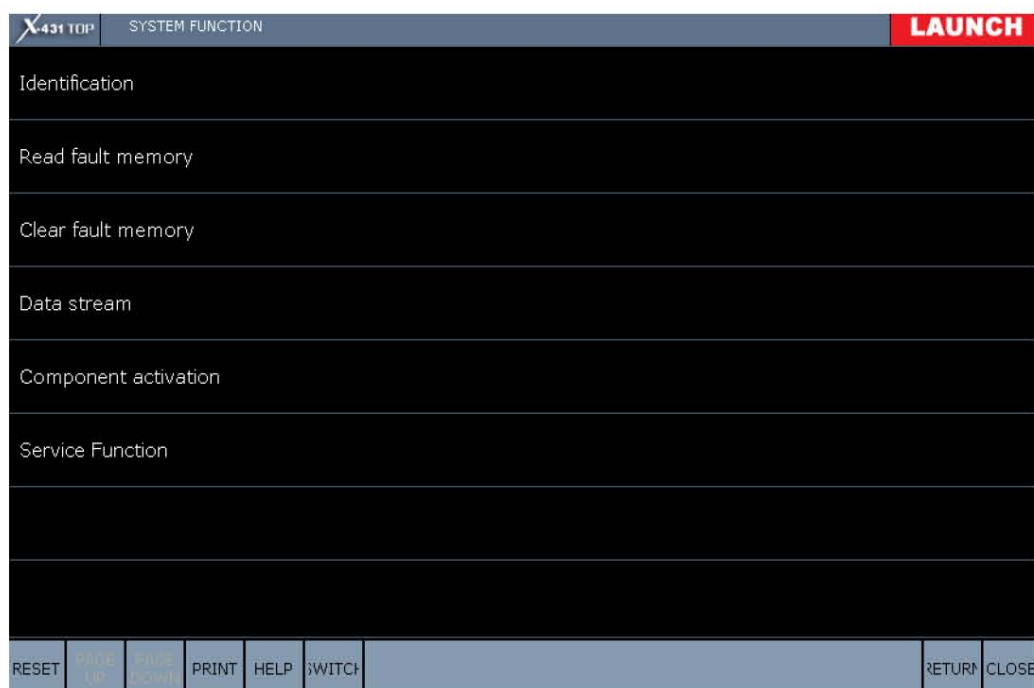 X-431 TOP
SYSTEM FUNCTION
LAUNCH
Identification
Read fault memory
Clear fault memory
Data stream
Component activation
Service Function
RESET
PAGE
UP
PAGE
DOWN
PRINT
HELP
SWITCH
RETURN
CLOSE